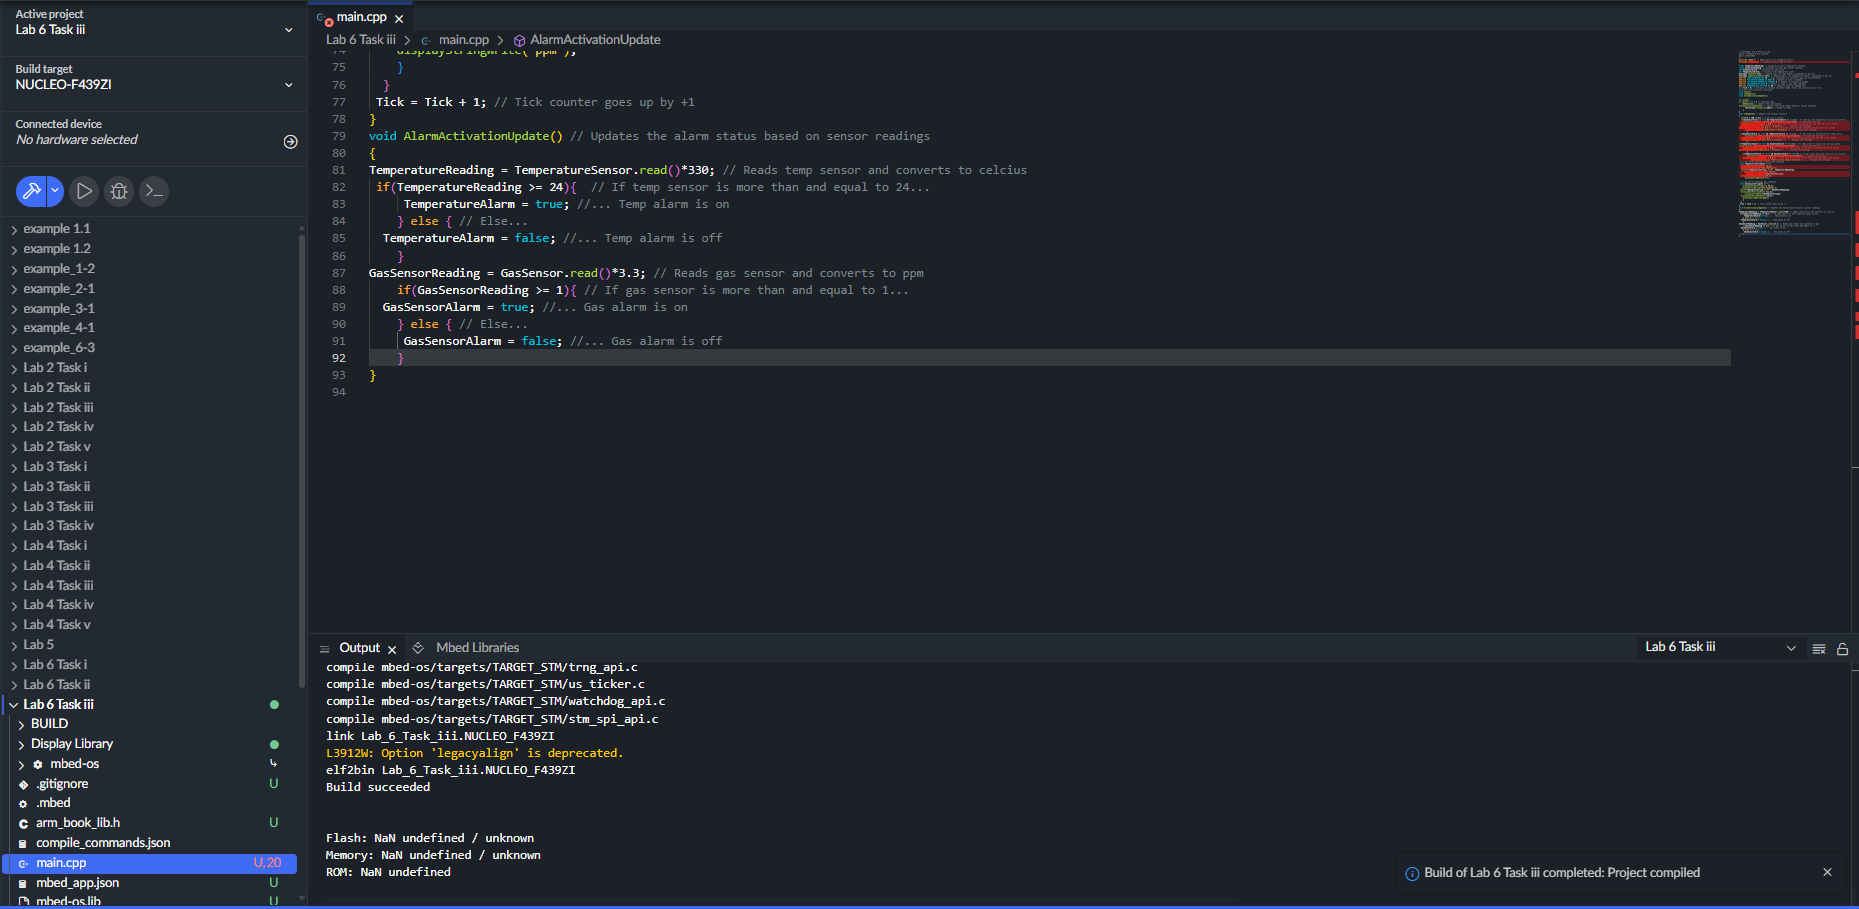 Active project
Lab 6 Task iii
Build target
NUCLEO-F439ZI
Connected device
No hardware selected
example 1.1
example 1.2
example_1-2
example_2-1
example_3-1
example_4-1
example_6-3
Lab 2 Task i
Lab 2 Task ii
Lab 2 Task iii
Lab 2 Task iv
Lab 2 Task v
Lab 3 Task i
Lab 3 Task ii
Lab 3 Task iii
Lab 3 Task iv
Lab 4 Task i
Lab 4 Task ii
Lab 4 Task iii
Lab 4 Task iv
Lab 4 Task v
Lab 5
Lab 6 Task i
Lab 6 Task ii
Lab 6 Task iii
BUILD
Display Library
mbed-os
.gitignore U
.mbed
arm_book_lib.h U
compile_commands.json
main.cpp U, 20
mbed_app.json U
mbed-os.lib U
main.cpp
Lab 6 Task iii > main.cpp > AlarmActivationUpdate
74 displayStringWrite("ppm");
75 }
76 }
77 Tick = Tick + 1; // Tick counter goes up by +1
78 }
79 void AlarmActivationUpdate() // Updates the alarm status based on sensor readings
80 {
81 TemperatureReading = TemperatureSensor.read()*330; // Reads temp sensor and converts to celcius
82 if(TemperatureReading >= 24){ // If temp sensor is more than and equal to 24...
83 TemperatureAlarm = true; //... Temp alarm is on
84 } else { // Else...
85 TemperatureAlarm = false; //... Temp alarm is off
86 }
87 GasSensorReading = GasSensor.read()*3.3; // Reads gas sensor and converts to ppm
88 if(GasSensorReading >= 1){ // If gas sensor is more than and equal to 1...
89 GasSensorAlarm = true; //... Gas alarm is on
90 } else { // Else...
91 GasSensorAlarm = false; //... Gas alarm is off
92 }
93 }
94
Output Mbed Libraries Lab 6 Task iii
compile mbed-os/targets/TARGET_STM/trng_api.c
compile mbed-os/targets/TARGET_STM/us_ticker.c
compile mbed-os/targets/TARGET_STM/watchdog_api.c
compile mbed-os/targets/TARGET_STM/stm_spi_api.c
link Lab_6_Task_iii.NUCLEO_F439ZI
L3912W: Option 'legacyalign' is deprecated.
elf2bin Lab_6_Task_iii.NUCLEO_F439ZI
Build succeeded
Flash: NaN undefined / unknown
Memory: NaN undefined / unknown
ROM: NaN undefined
Build of Lab 6 Task iii completed: Project compiled